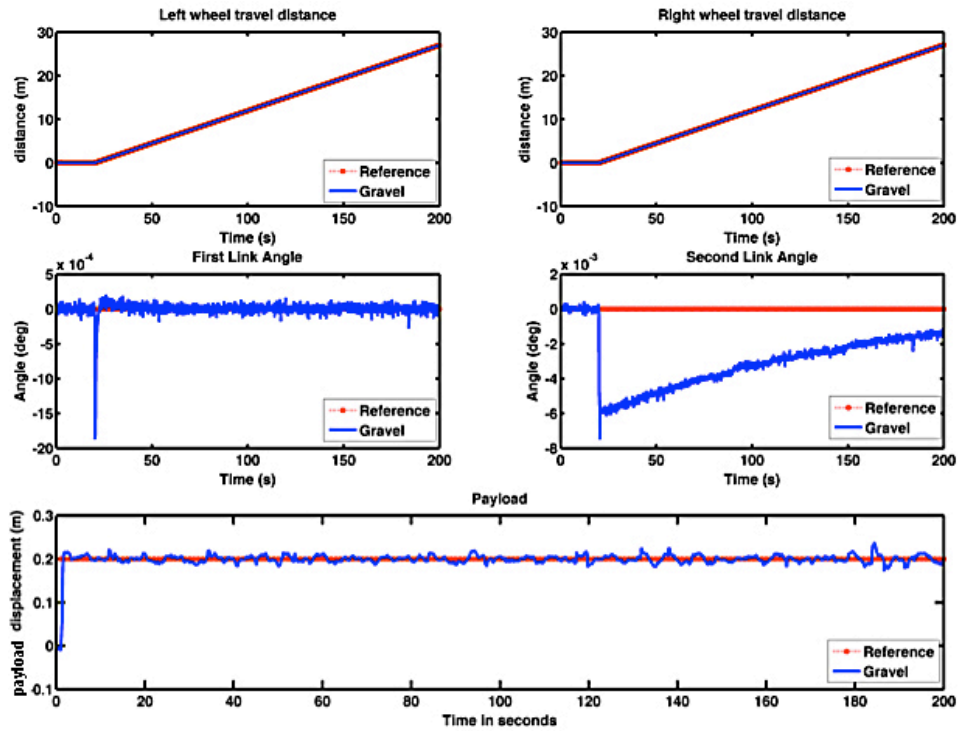 Left wheel travel distance
Right wheel travel distance
30
20
10
0
-10
distance (m)
0 50 100 150 200
Time (s)
Reference
Gravel
30
20
10
0
-10
distance (m)
0 50 100 150 200
Time (s)
Reference
Gravel
First Link Angle
x 10-4
5
0
-5
-10
-15
-20
Angle (deg)
0 50 100 150 200
Time (s)
Reference
Gravel
Second Link Angle
x 10-3
2
0
-2
-4
-6
-8
Angle (deg)
0 50 100 150 200
Time (s)
Reference
Gravel
Payload
0.3
0.2
0.1
0
-0.1
payload displacement (m)
0 20 40 60 80 100 120 140 160 180 200
Time in seconds
Reference
Gravel